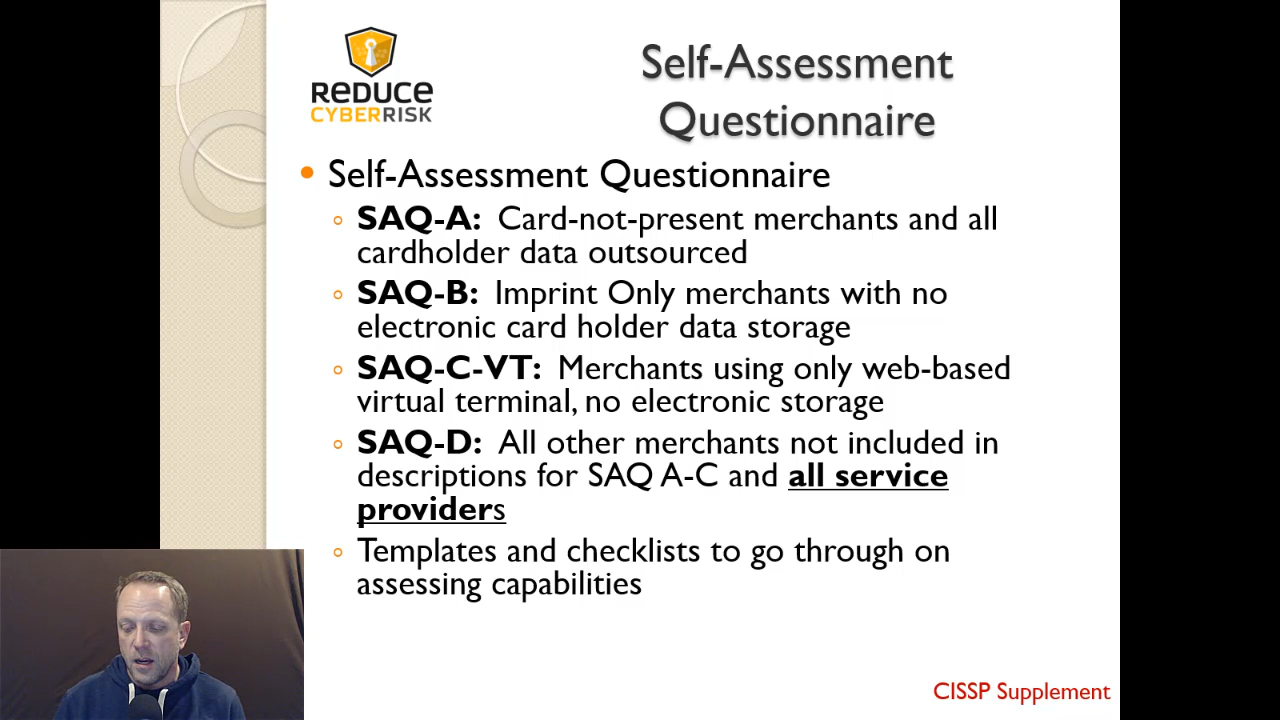 REDUCE
CYBERRISK
Self-Assessment
Questionnaire
Self-Assessment Questionnaire
SAQ-A: Card-not-present merchants and all
cardholder data outsourced
SAQ-B: Imprint Only merchants with no
electronic card holder data storage
SAQ-C-VT: Merchants using only web-based
virtual terminal, no electronic storage
SAQ-D: All other merchants not included in
descriptions for SAQ A-C and all service
providers
Templates and checklists to go through on
assessing capabilities
CISSP Supplement